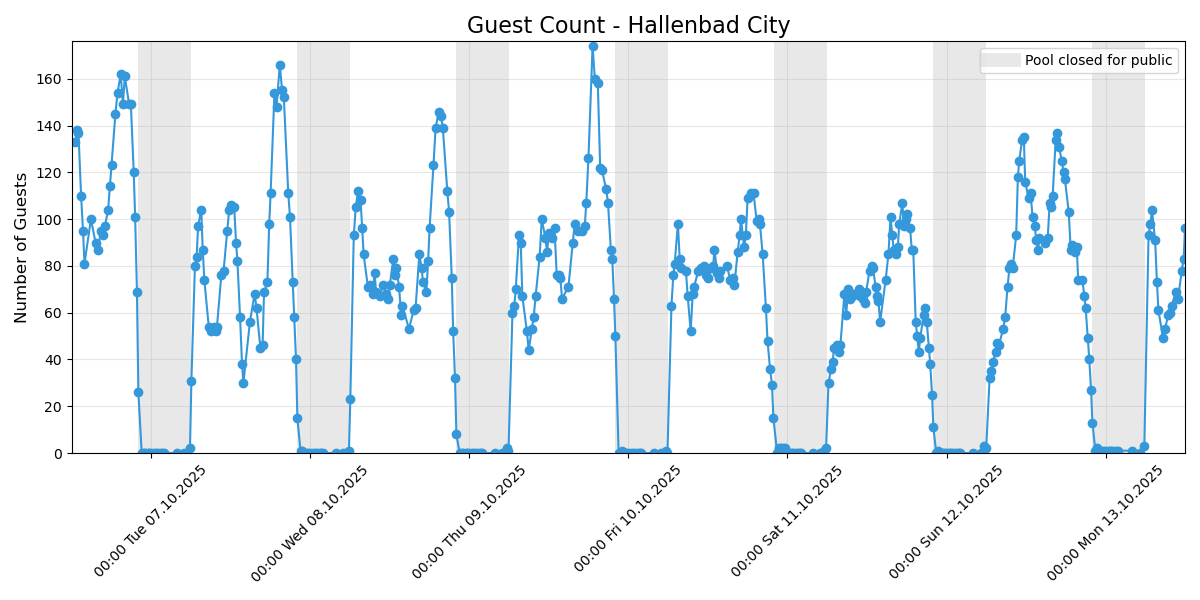 Guest Count - Hallenbad City
Pool closed for public
Number of Guests
160
140
120
100
80
60
40
20
0
00:00 Tue 07.10.2025
00:00 Wed 08.10.2025
00:00 Thu 09.10.2025
00:00 Fri 10.10.2025
00:00 Sat 11.10.2025
00:00 Sun 12.10.2025
00:00 Mon 13.10.2025